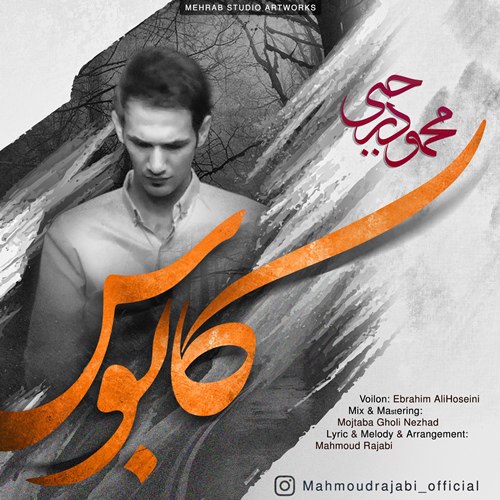 MEHRAB STUDIO ARTWORKS
محمود رجبی
کابوس
Voilon: Ebrahim AliHoseini
Mix & Mastering:
Mojtaba Gholi Nezhad
Lyric & Melody & Arrangement:
Mahmoud Rajabi
Mahmoudrajabi_official